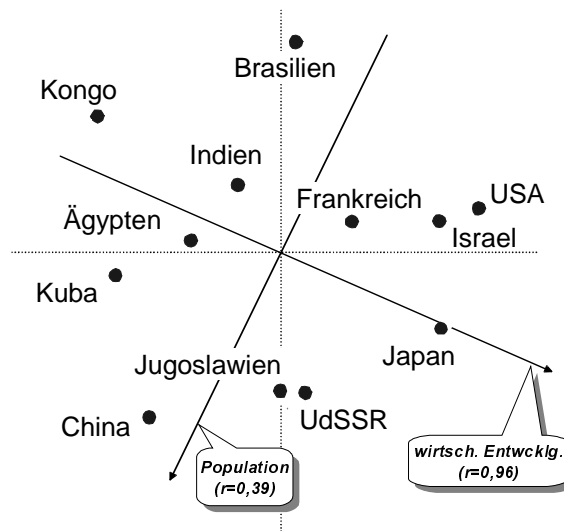 Brasilien
Kongo
Indien
Frankreich
USA
Ägypten
Israel
Kuba
Jugoslawien
Japan
China
UdSSR
wirtsch. Entwcklg.
(r=0,96)
Population
(r=0,39)